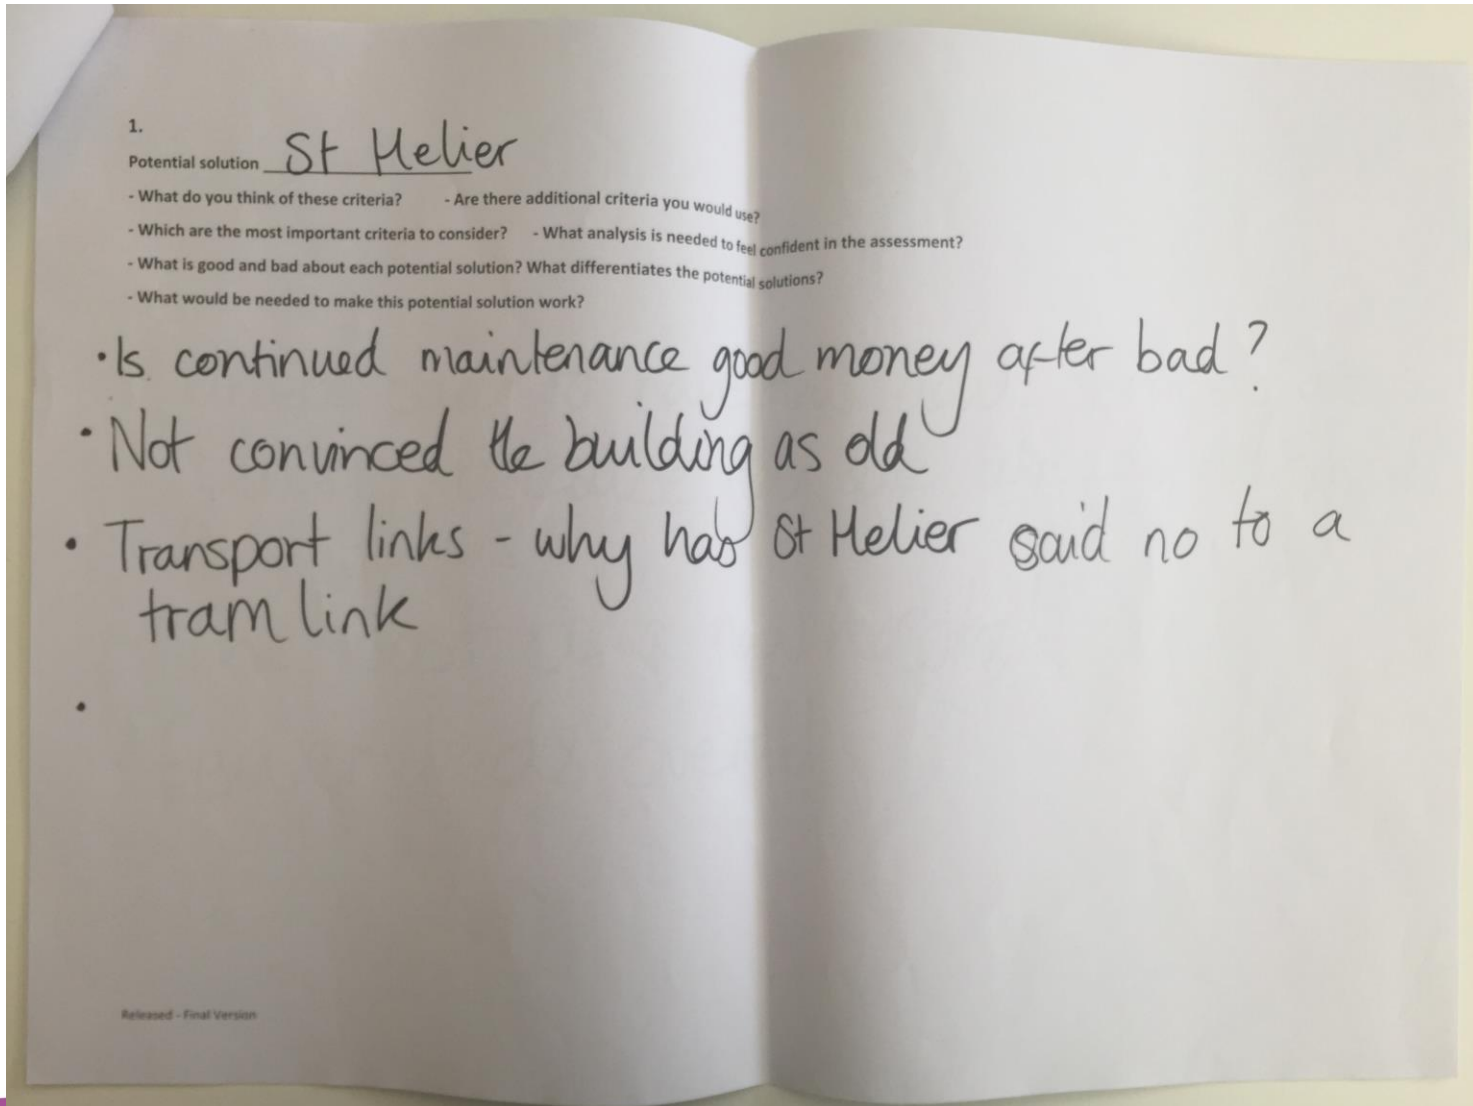 1.
Potential solution St Helier
- What do you think of these criteria? - Are there additional criteria you would use?
- Which are the most important criteria to consider? - What analysis is needed to feel confident in the assessment?
- What is good and bad about each potential solution? What differentiates the potential solutions?
- What would be needed to make this potential solution work?
• Is continued maintenance good money after bad?
• Not convinced the building as old
• Transport links - why has St Helier said no to a
tram link
•
Released - Final Version